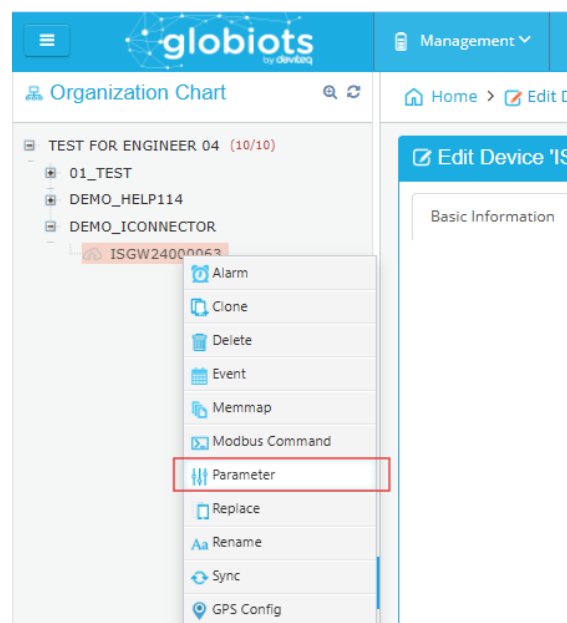 globiots
by deviteq
Management
Organization Chart
Home > Edit D
TEST FOR ENGINEER 04 (10/10)
01_TEST
DEMO_HELP114
DEMO_ICONNECTOR
ISGW24000063
Edit Device 'IS
Basic Information
Alarm
Clone
Delete
Event
Memmap
Modbus Command
Parameter
Replace
Aa Rename
Sync
GPS Config